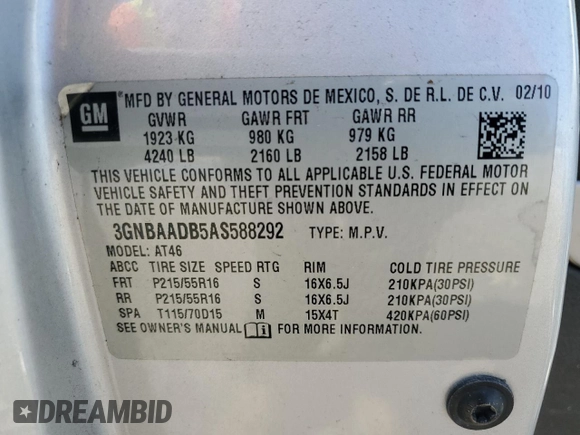 GM MFD BY GENERAL MOTORS DE MEXICO, S. DE R.L. DE C.V. 02/10
GVWR GAWR FRT GAWR RR
1923 KG 980 KG 979 KG
4240 LB 2160 LB 2158 LB
THIS VEHICLE CONFORMS TO ALL APPLICABLE U.S. FEDERAL MOTOR
VEHICLE SAFETY AND THEFT PREVENTION STANDARDS IN EFFECT ON
THE DATE OF MANUFACTURE SHOWN ABOVE.
3GNBAADB5AS588292 TYPE: M.P.V.
MODEL: AT46
ABCC TIRE SIZE SPEED RTG RIM COLD TIRE PRESSURE
FRT P215/55R16 S 16X6.5J 210KPA(30PSI)
RR P215/55R16 S 16X6.5J 210KPA(30PSI)
SPA T115/70D15 M 15X4T 420KPA(60PSI)
SEE OWNER'S MANUAL FOR MORE INFORMATION.
DREAMBID